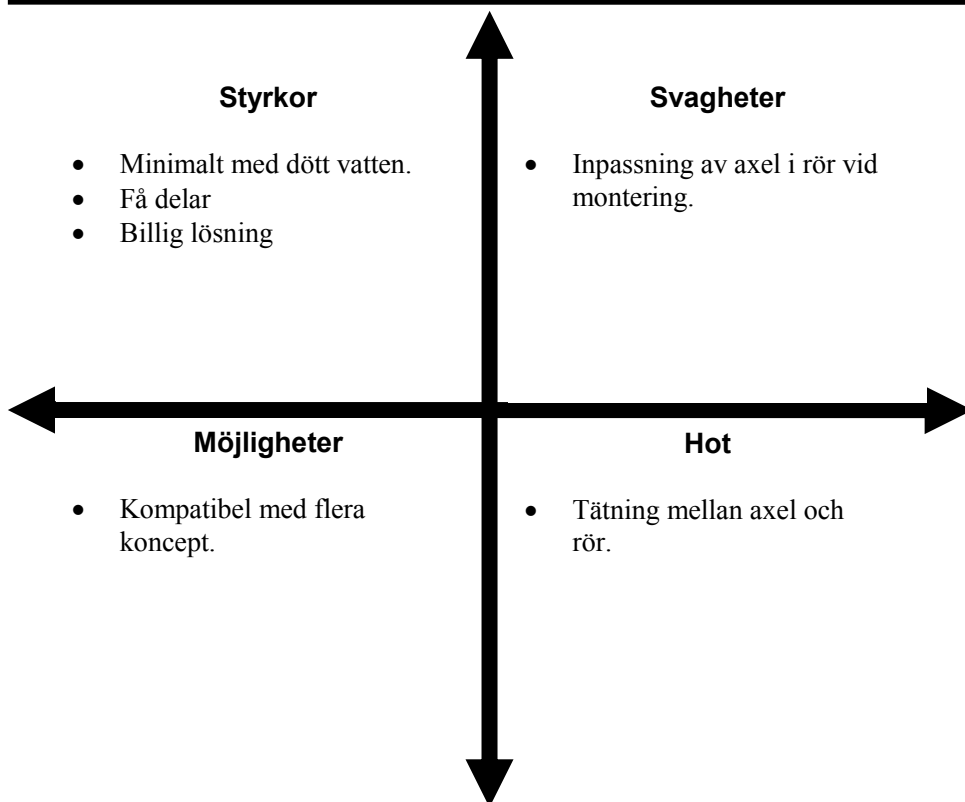 Styrkor
• Minimalt med dött vatten.
• Få delar
• Billig lösning
Svagheter
• Inpassning av axel i rör vid
montering.
Möjligheter
• Kompatibel med flera
koncept.
Hot
• Tätning mellan axel och
rör.